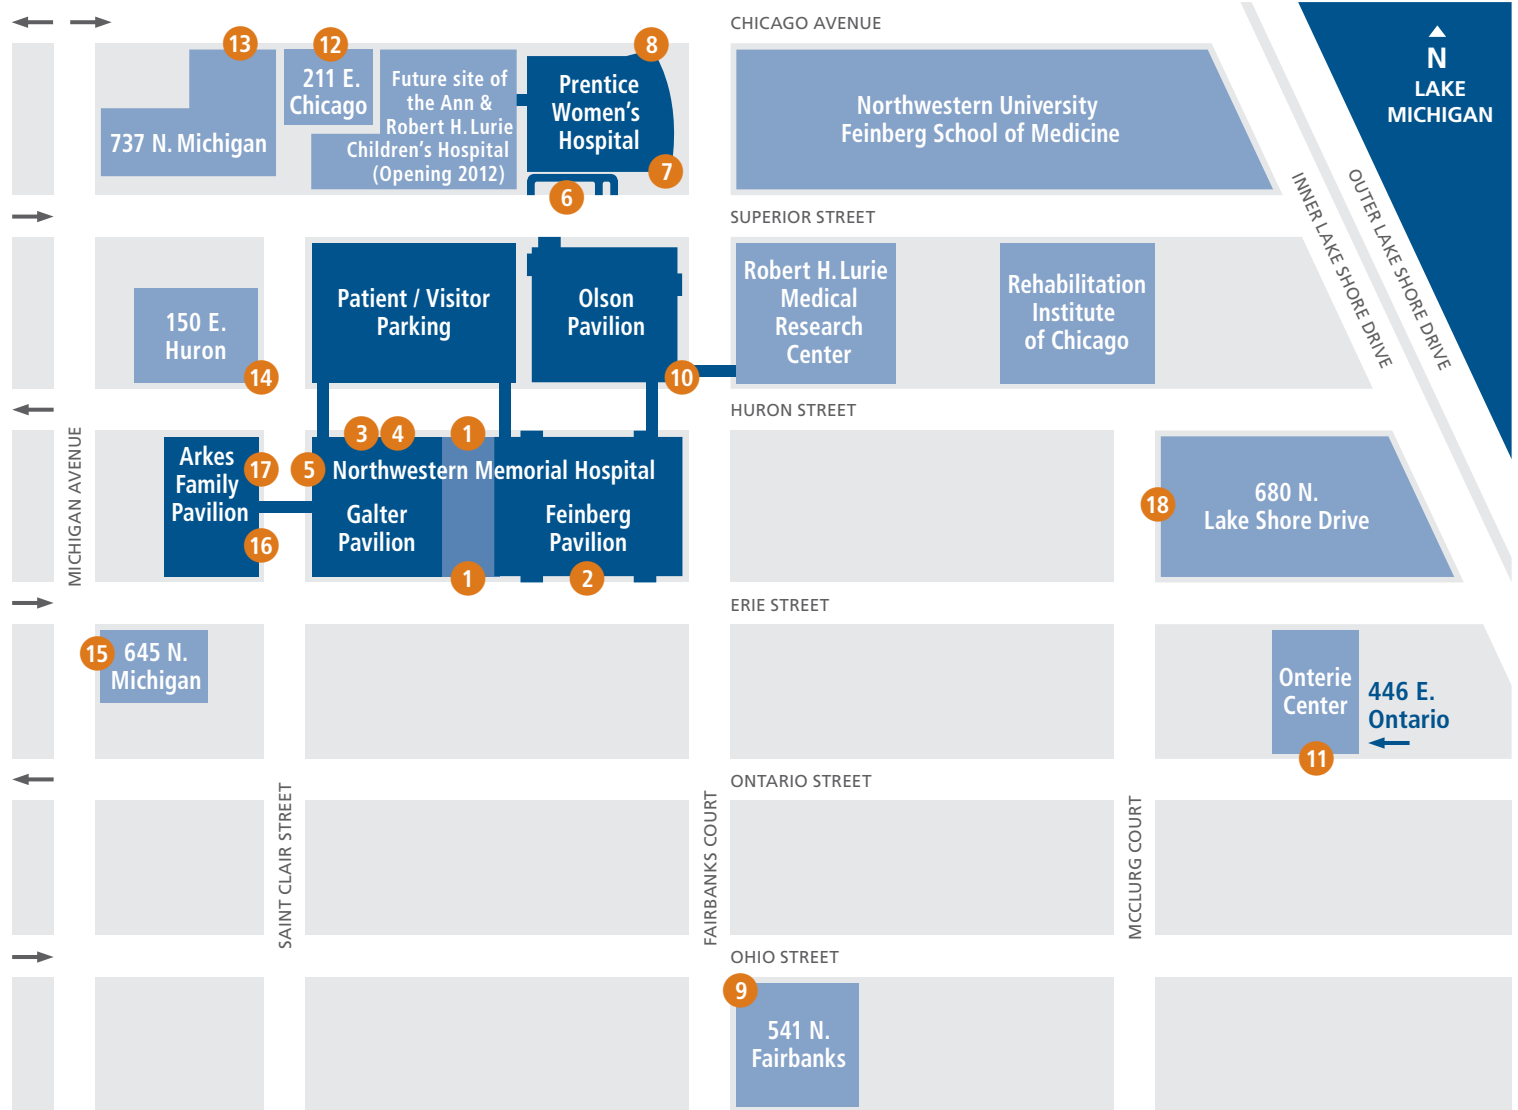 CHICAGO AVENUE
13
12
8
N
LAKE
MICHIGAN
737 N. Michigan
211 E.
Chicago
Future site of
the Ann &
Robert H. Lurie
Children's Hospital
(Opening 2012)
Prentice
Women's
Hospital
7
6
Northwestern University
Feinberg School of Medicine
INNER LAKE SHORE DRIVE
OUTER LAKE SHORE DRIVE
SUPERIOR STREET
150 E.
Huron
14
Patient / Visitor
Parking
Olson
Pavilion
10
Robert H. Lurie
Medical
Research
Center
Rehabilitation
Institute
of Chicago
HURON STREET
MICHIGAN AVENUE
Arkes
Family
Pavilion
17
16
3
4
1
5
Northwestern Memorial Hospital
Galter
Pavilion
Feinberg
Pavilion
1
2
18
680 N.
Lake Shore Drive
ERIE STREET
15
645 N.
Michigan
Onterie
Center
446 E.
Ontario
11
ONTARIO STREET
SAINT CLAIR STREET
FAIRBANKS COURT
MCCLURG COURT
OHIO STREET
9
541 N.
Fairbanks